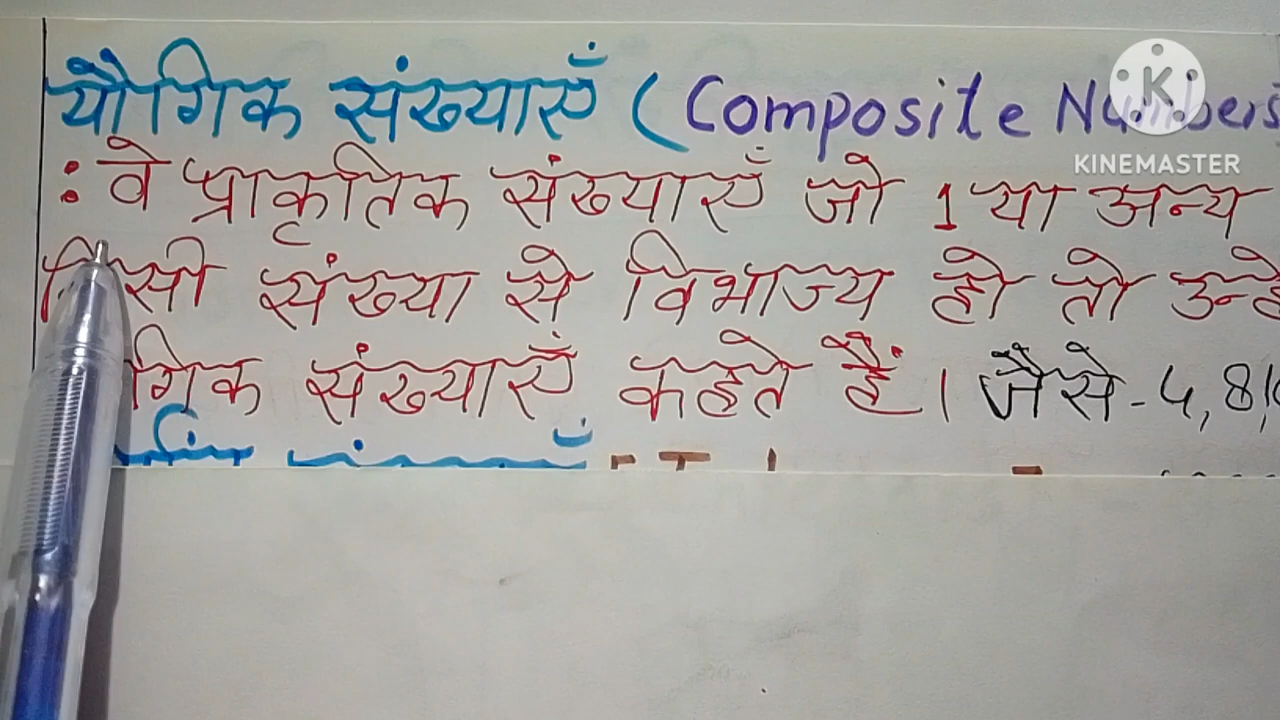 यौगिक संख्याएँ ( Composite Numbers
KINEMASTER
: वे प्राकृतिक संख्याएँ जो 1 या अन्य
किसी संख्या से विभाज्य हो तो उन्हे
गिक संख्याएँ कहते हैं। जैसे - 4, 8,